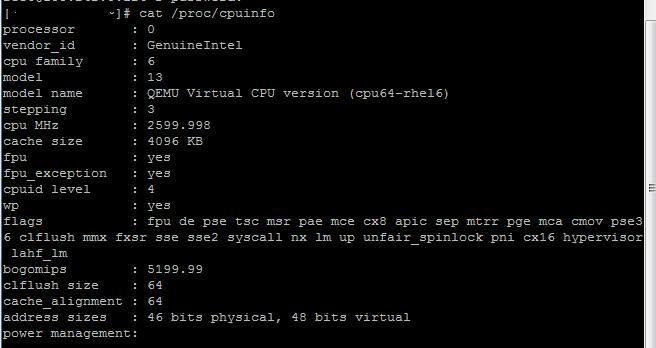 ~]# cat /proc/cpuinfo
processor : 0
vendor_id : GenuineIntel
cpu family : 6
model : 13
model name : QEMU Virtual CPU version (cpu64-rhel6)
stepping : 3
cpu MHz : 2599.998
cache size : 4096 KB
fpu : yes
fpu_exception : yes
cpuid level : 4
wp : yes
flags : fpu de pse tsc msr pae mce cx8 apic sep mtrr pge mca cmov pse3
6 clflush mmx fxsr sse sse2 syscall nx lm up unfair_spinlock pni cx16 hypervisor
lahf_lm
bogomips : 5199.99
clflush size : 64
cache_alignment : 64
address sizes : 46 bits physical, 48 bits virtual
power management: